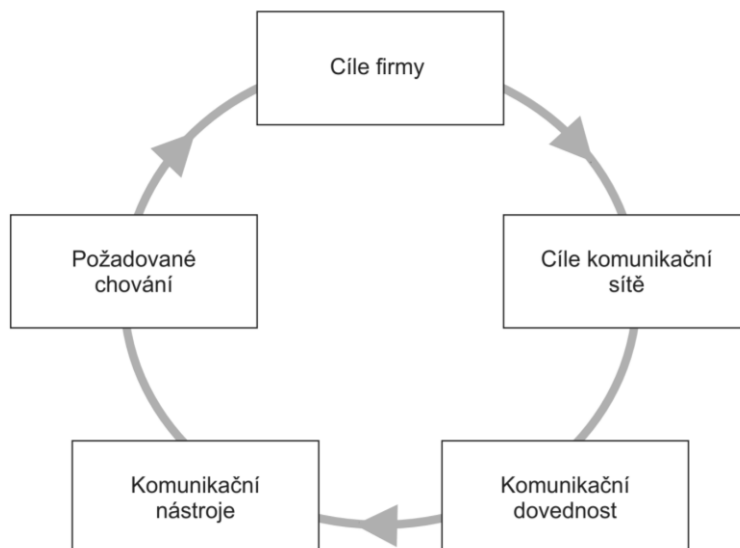 Cíle firmy
Cíle komunikační
sítě
Komunikační
dovednost
Komunikační
nástroje
Požadované
chování